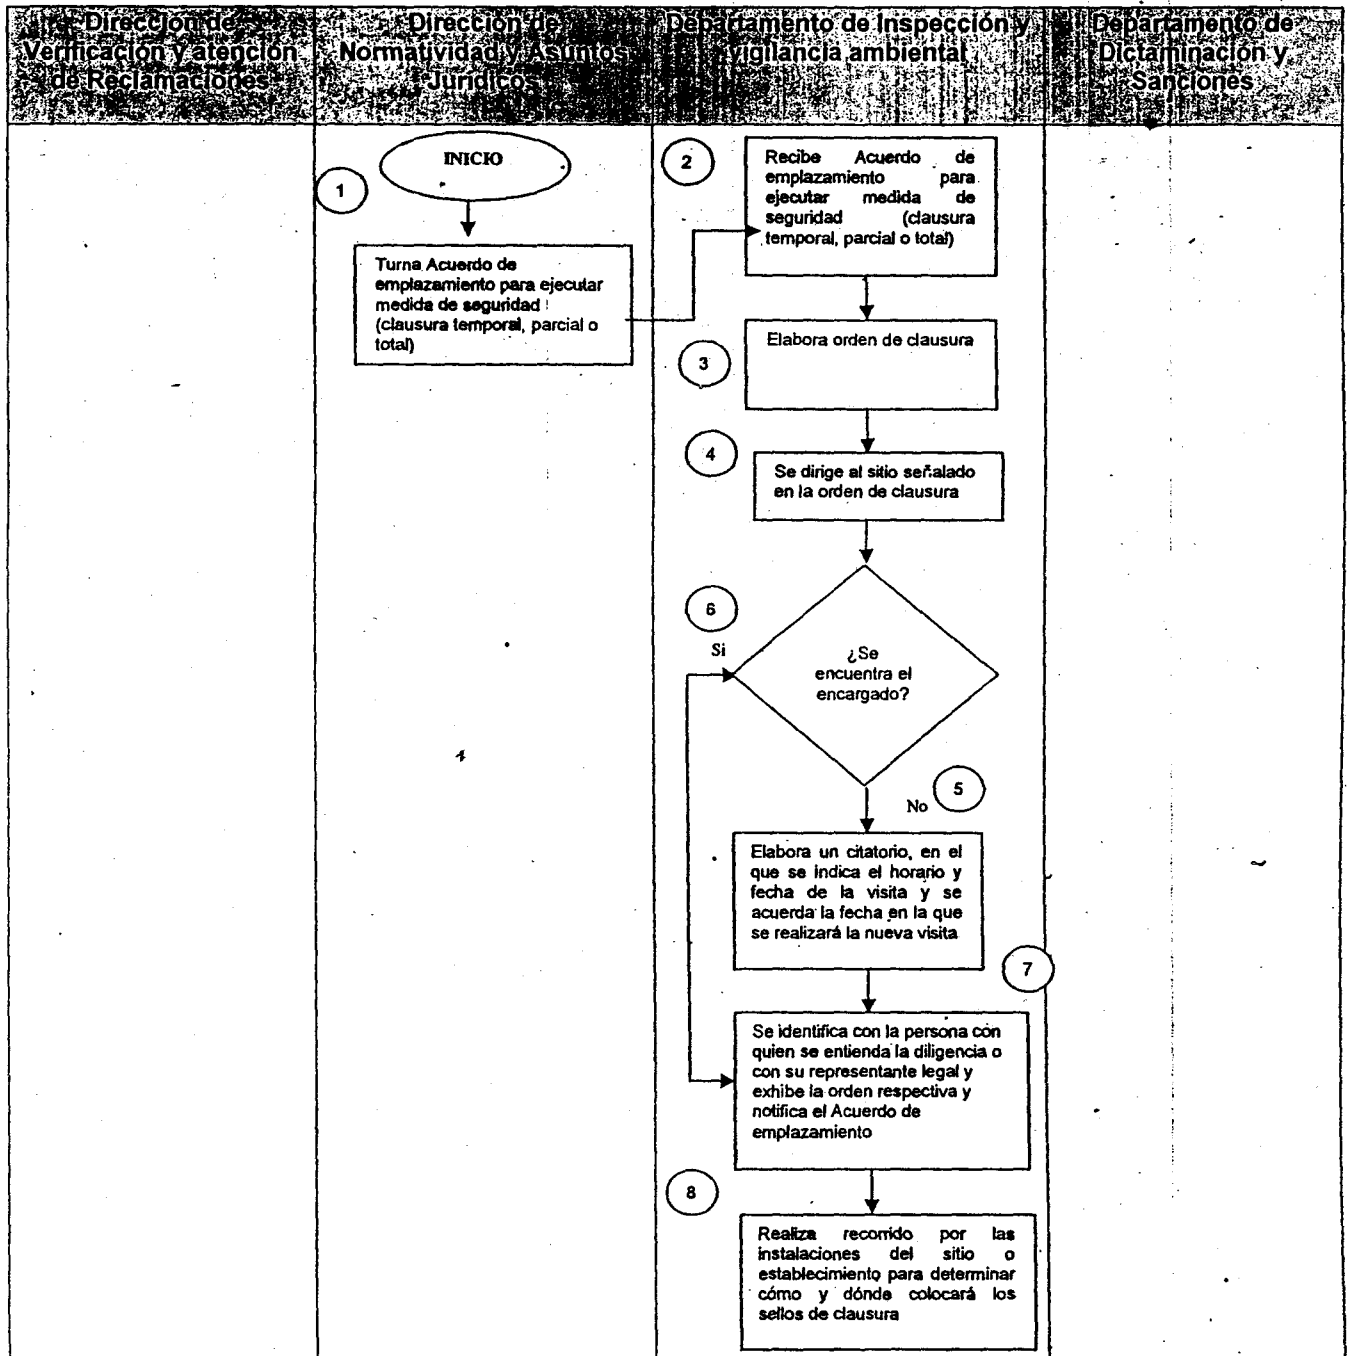 Dirección de
Verificación y atención
de Reclamaciones
Dirección de
Normatividad y Asuntos
Jurídicos
Departamento de Inspección y
vigilancia ambiental
Departamento de
Dictaminación y
Sanciones
INICIO
1
Turna Acuerdo de
emplazamiento para ejecutar
medida de seguridad
(clausura temporal, parcial o
total)
2
Recibe Acuerdo de
emplazamiento para
ejecutar medida de
seguridad (clausura
temporal, parcial o total)
3
Elabora orden de clausura
4
Se dirige al sitio señalado
en la orden de clausura
6
Si
¿Se
encuentra el
encargado?
5
No
Elabora un citatorio, en el
que se indica el horario y
fecha de la visita y se
acuerda la fecha en la que
se realizará la nueva visita
7
Se identifica con la persona con
quien se entienda la diligencia o
con su representante legal y
exhibe la orden respectiva y
notifica el Acuerdo de
emplazamiento
8
Realiza recorrido por las
instalaciones del sitio o
establecimiento para determinar
cómo y dónde colocará los
sellos de clausura